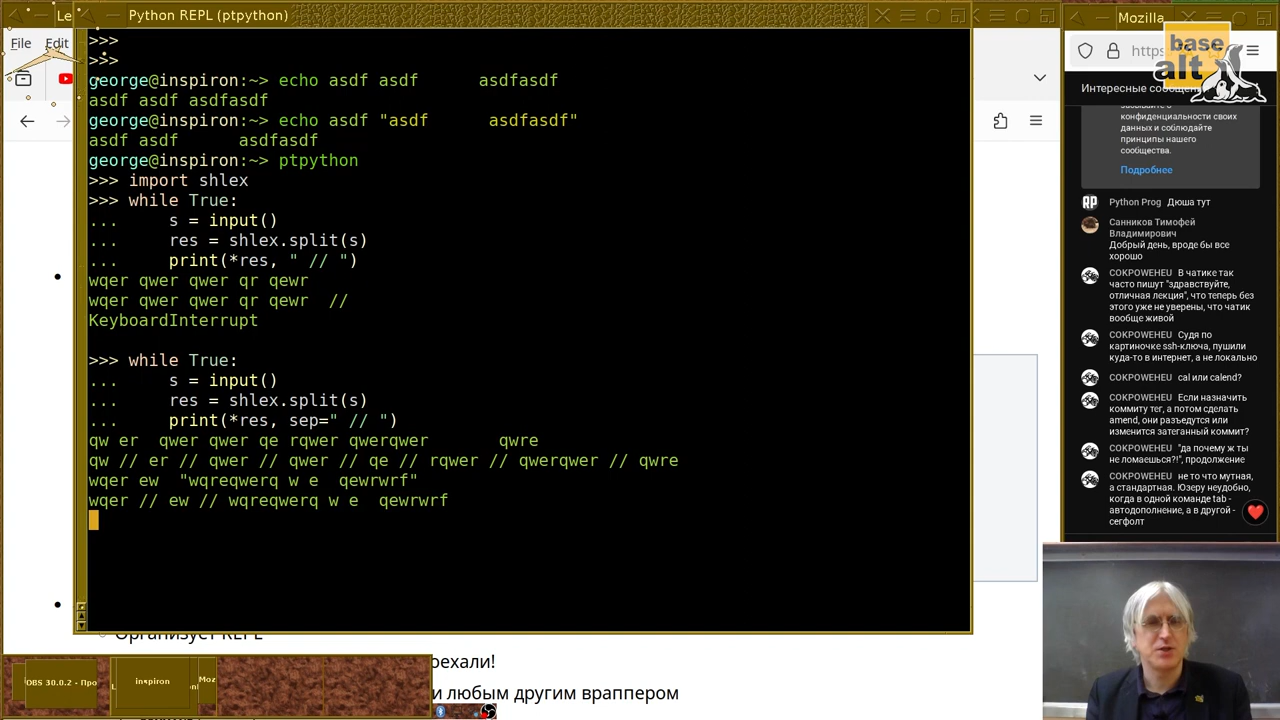 Python REPL (ptpython)
Mozilla
File Edit
https
base
alt
>>>
>>>
george@inspiron:~> echo asdf asdf      asdfasdf
asdf asdf asdfasdf
george@inspiron:~> echo asdf "asdf      asdfasdf"
asdf asdf      asdfasdf
george@inspiron:~> ptpython
>>> import shlex
>>> while True:
...     s = input()
...     res = shlex.split(s)
...     print(*res, " // ")
wqer qwer qwer qr qewr
wqer qwer qwer qr qewr  //
KeyboardInterrupt
>>> while True:
...     s = input()
...     res = shlex.split(s)
...     print(*res, sep=" // ")
qw er  qwer qwer qe rqwer qwerqwer       qwre
qw // er // qwer // qwer // qe // rqwer // qwerqwer // qwre
wqer ew  "wqreqwerq w e  qewrwrf"
wqer // ew // wqreqwerq w e  qewrwrf
Организует REPL
оехали!
и любым другим враппером
OBS 30.0.2 - Про
inspiron
Moz
Интересные сообщен
конфиденциальности своих
данных и соблюдайте
принципы нашего
сообщества.
Подробнее
Python Prog Дюша тут
Санников Тимофей
Владимирович
Добрый день, вроде бы все
хорошо
COKPOWEHEU В чатике так
часто пишут "здравствуйте,
отличная лекция", что теперь без
этого уже не уверены, что чатик
вообще живой
COKPOWEHEU Судя по
картиночке ssh-ключа, пушили
куда-то в интернет, а не локально
COKPOWEHEU cal или calend?
COKPOWEHEU Если назначить
коммиту тег, а потом сделать
amend, они разъедутся или
изменится затеганный коммит?
COKPOWEHEU "да почему ж ты
не ломаешься?!", продолжение
COKPOWEHEU не то что мутная,
а стандартная. Юзеру неудобно,
когда в одной команде tab -
автодополнение, а в другой -
сегфолт